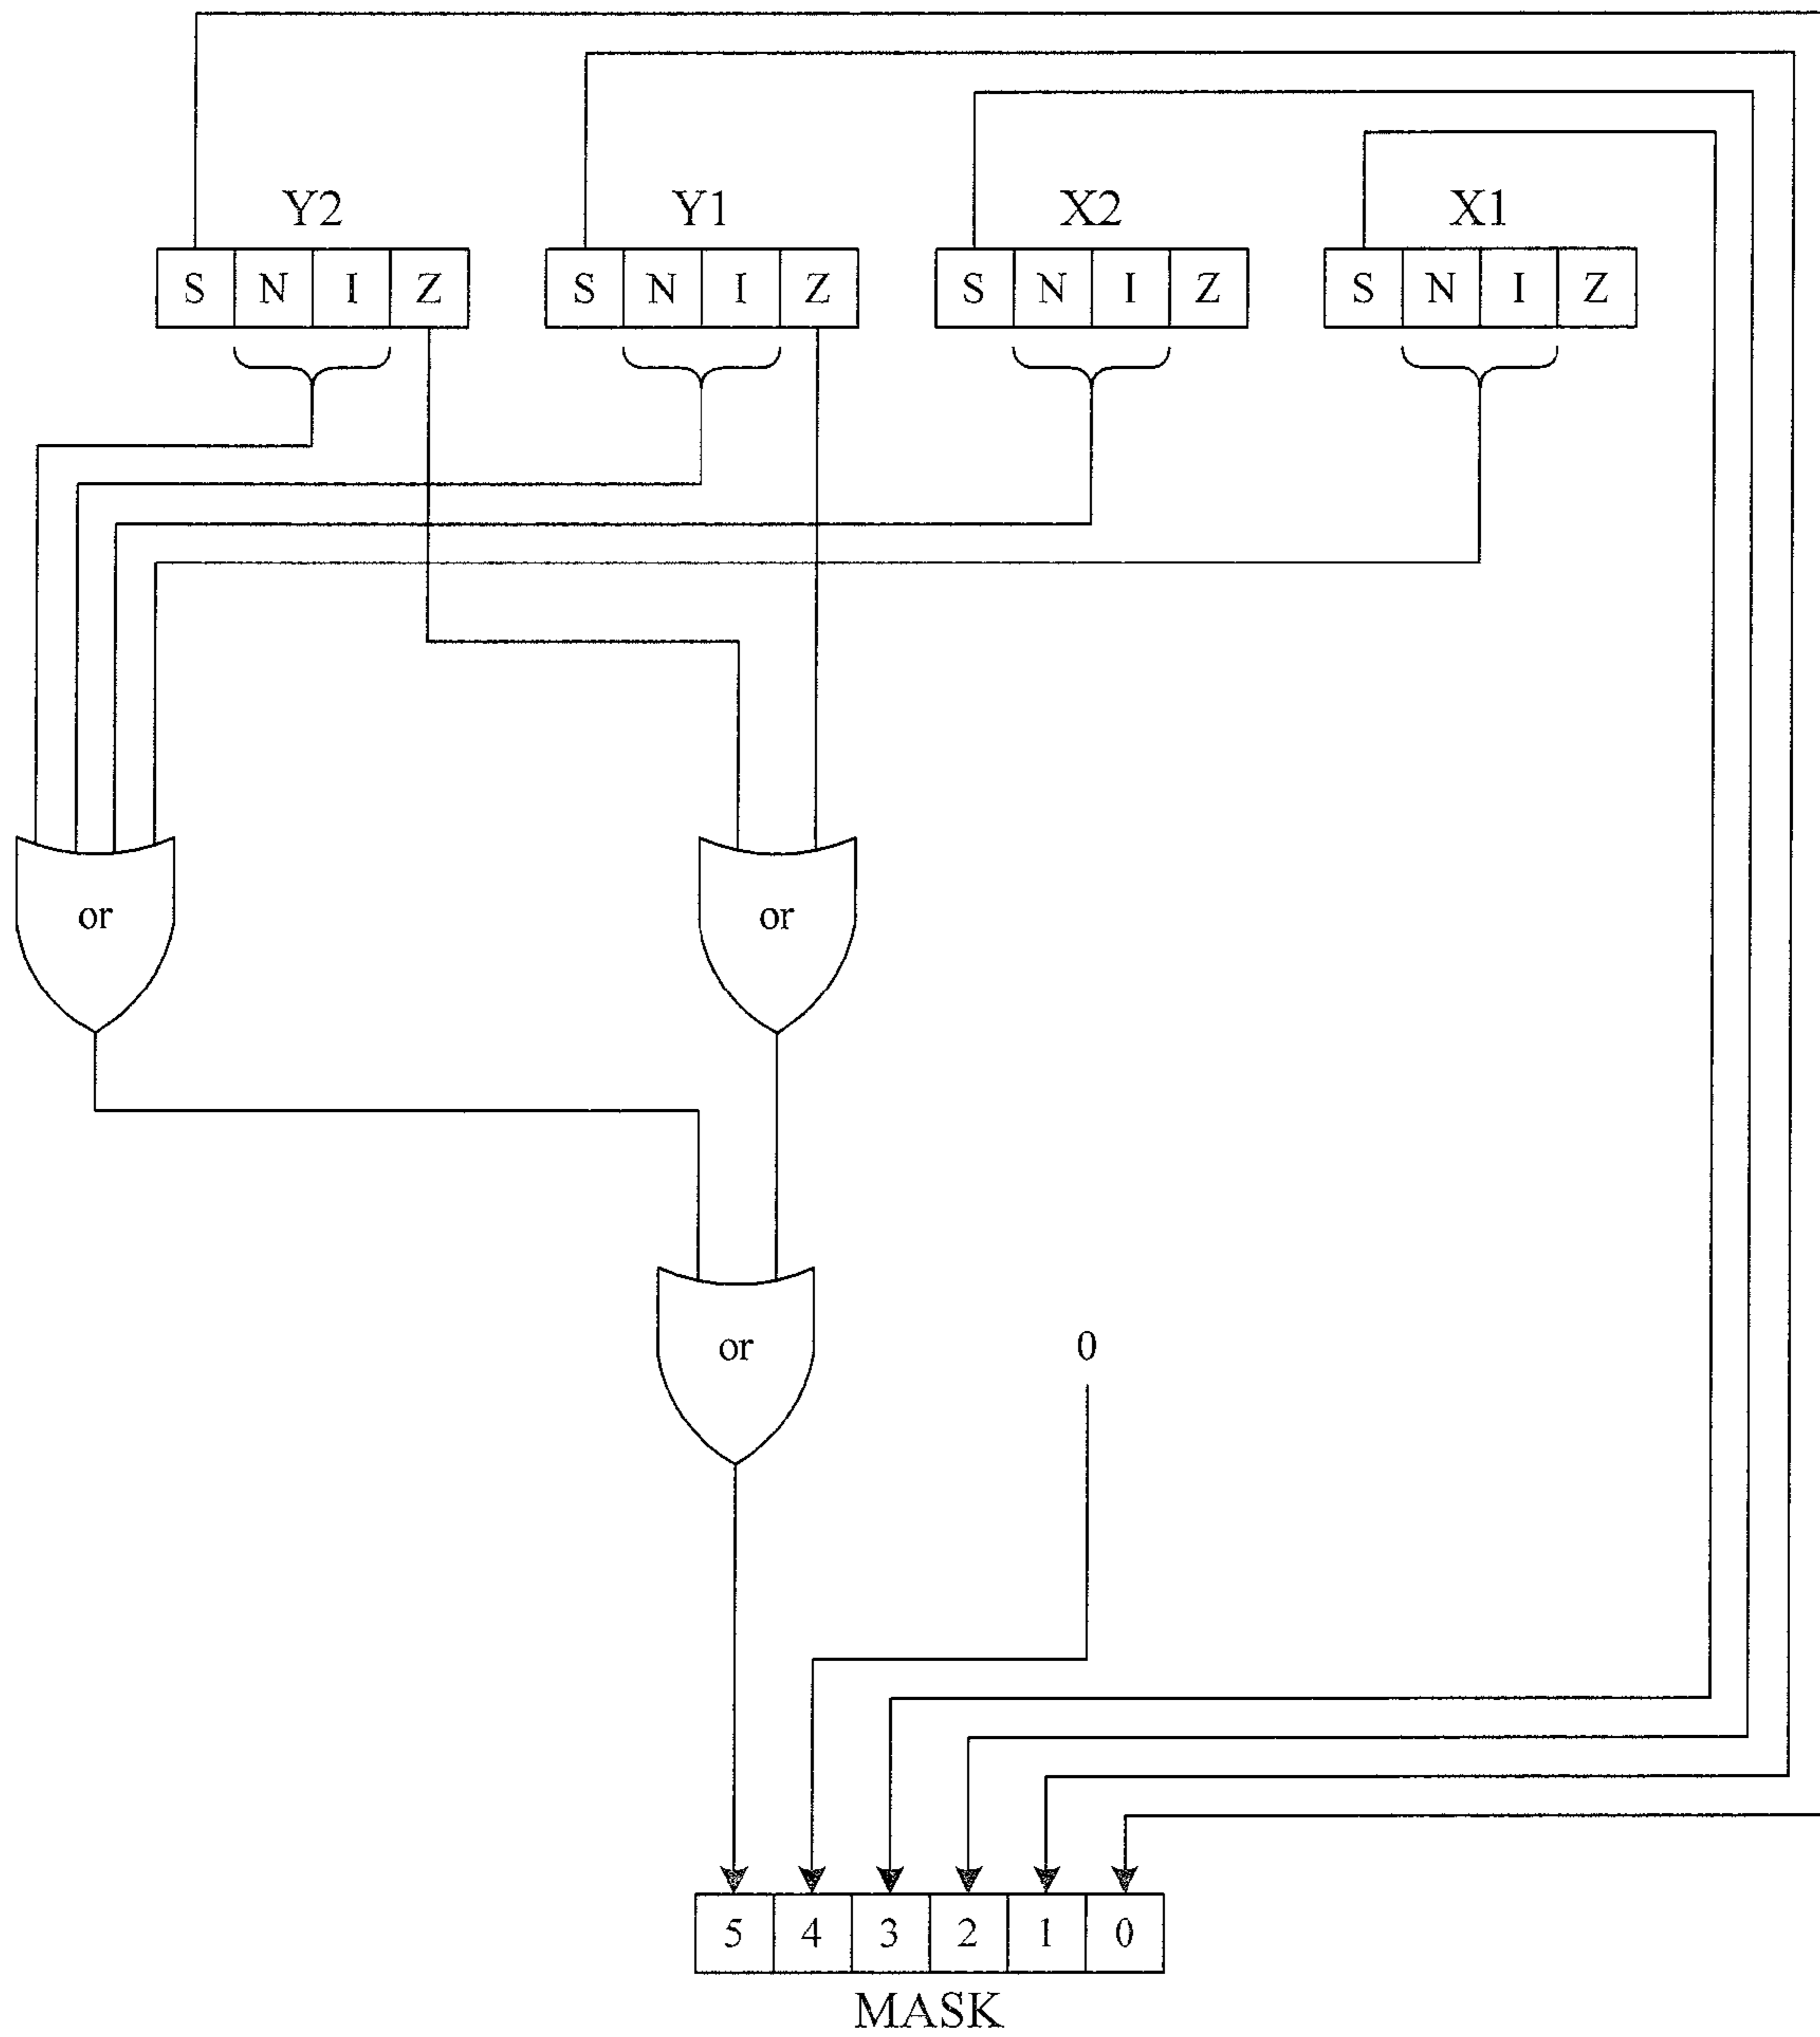 Y2 Y1 X2 X1
S N I Z S N I Z S N I Z S N I Z
or or
or 0
5 4 3 2 1 0
MASK